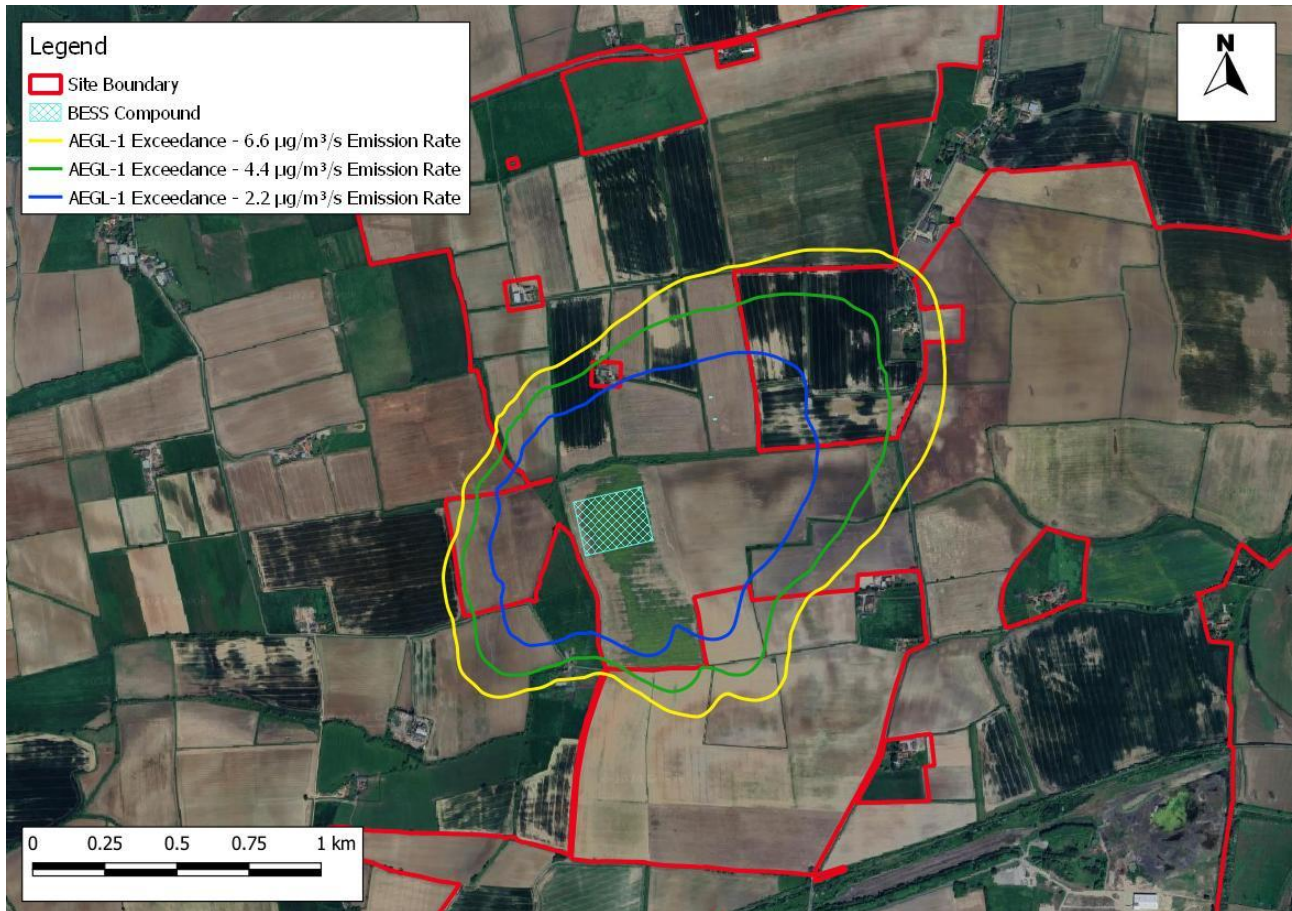 Legend
Site Boundary
BESS Compound
AEGL-1 Exceedance - 6.6 µg/m³/s Emission Rate
AEGL-1 Exceedance - 4.4 µg/m³/s Emission Rate
AEGL-1 Exceedance - 2.2 µg/m³/s Emission Rate
N
0 0.25 0.5 0.75 1 km